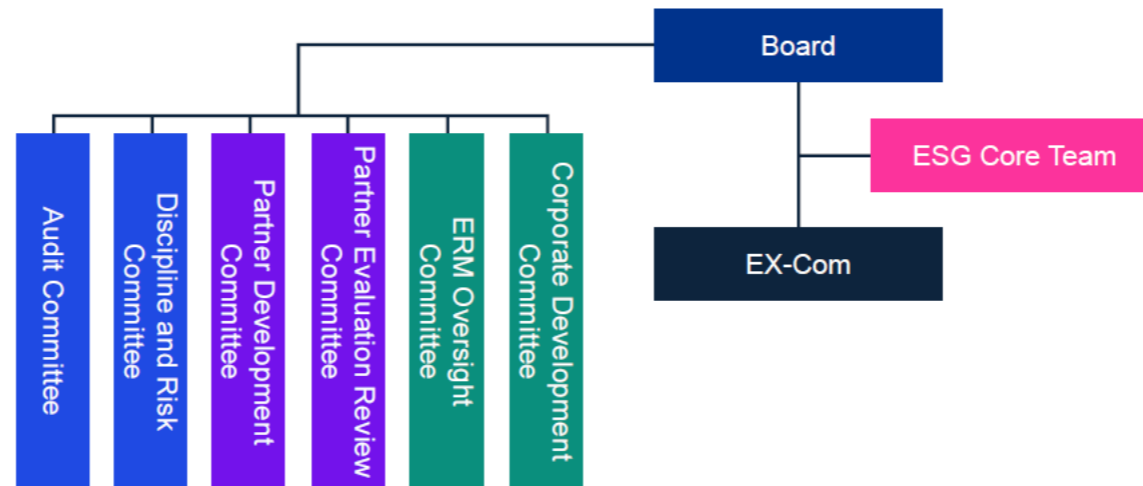 Board
ESG Core Team
EX-Com
Audit Committee
Discipline and Risk
Committee
Partner Development
Committee
Partner Evaluation Review
Committee
ERM Oversight
Committee
Corporate Development
Committee